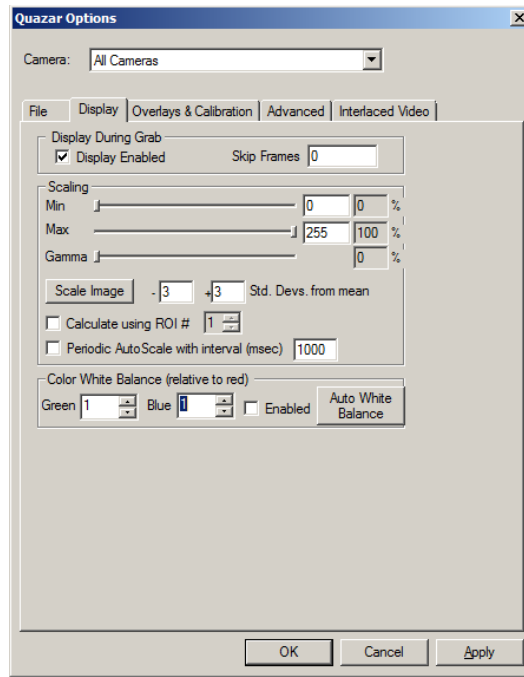 Quazar Options
Camera: All Cameras
File Display Overlays & Calibration Advanced Interlaced Video
Display During Grab
Display Enabled Skip Frames 0
Scaling
Min 0 0 %
Max 255 100 %
Gamma 0 %
Scale Image - 3 + 3 Std. Devs. from mean
Calculate using ROI # 1
Periodic AutoScale with interval (msec) 1000
Color White Balance (relative to red)
Green 1 Blue 1 Enabled Auto White
Balance
OK Cancel Apply